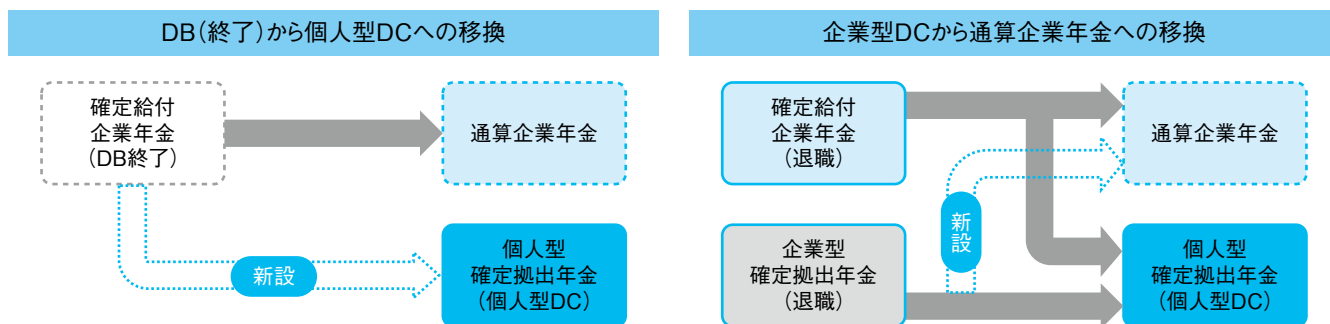 DB（終了）から個人型DCへの移換
確定給付
企業年金
（DB終了）
通算企業年金
新設
個人型
確定拠出年金
（個人型DC）
企業型DCから通算企業年金への移換
確定給付
企業年金
（退職）
通算企業年金
新設
企業型
確定拠出年金
（退職）
個人型
確定拠出年金
（個人型DC）